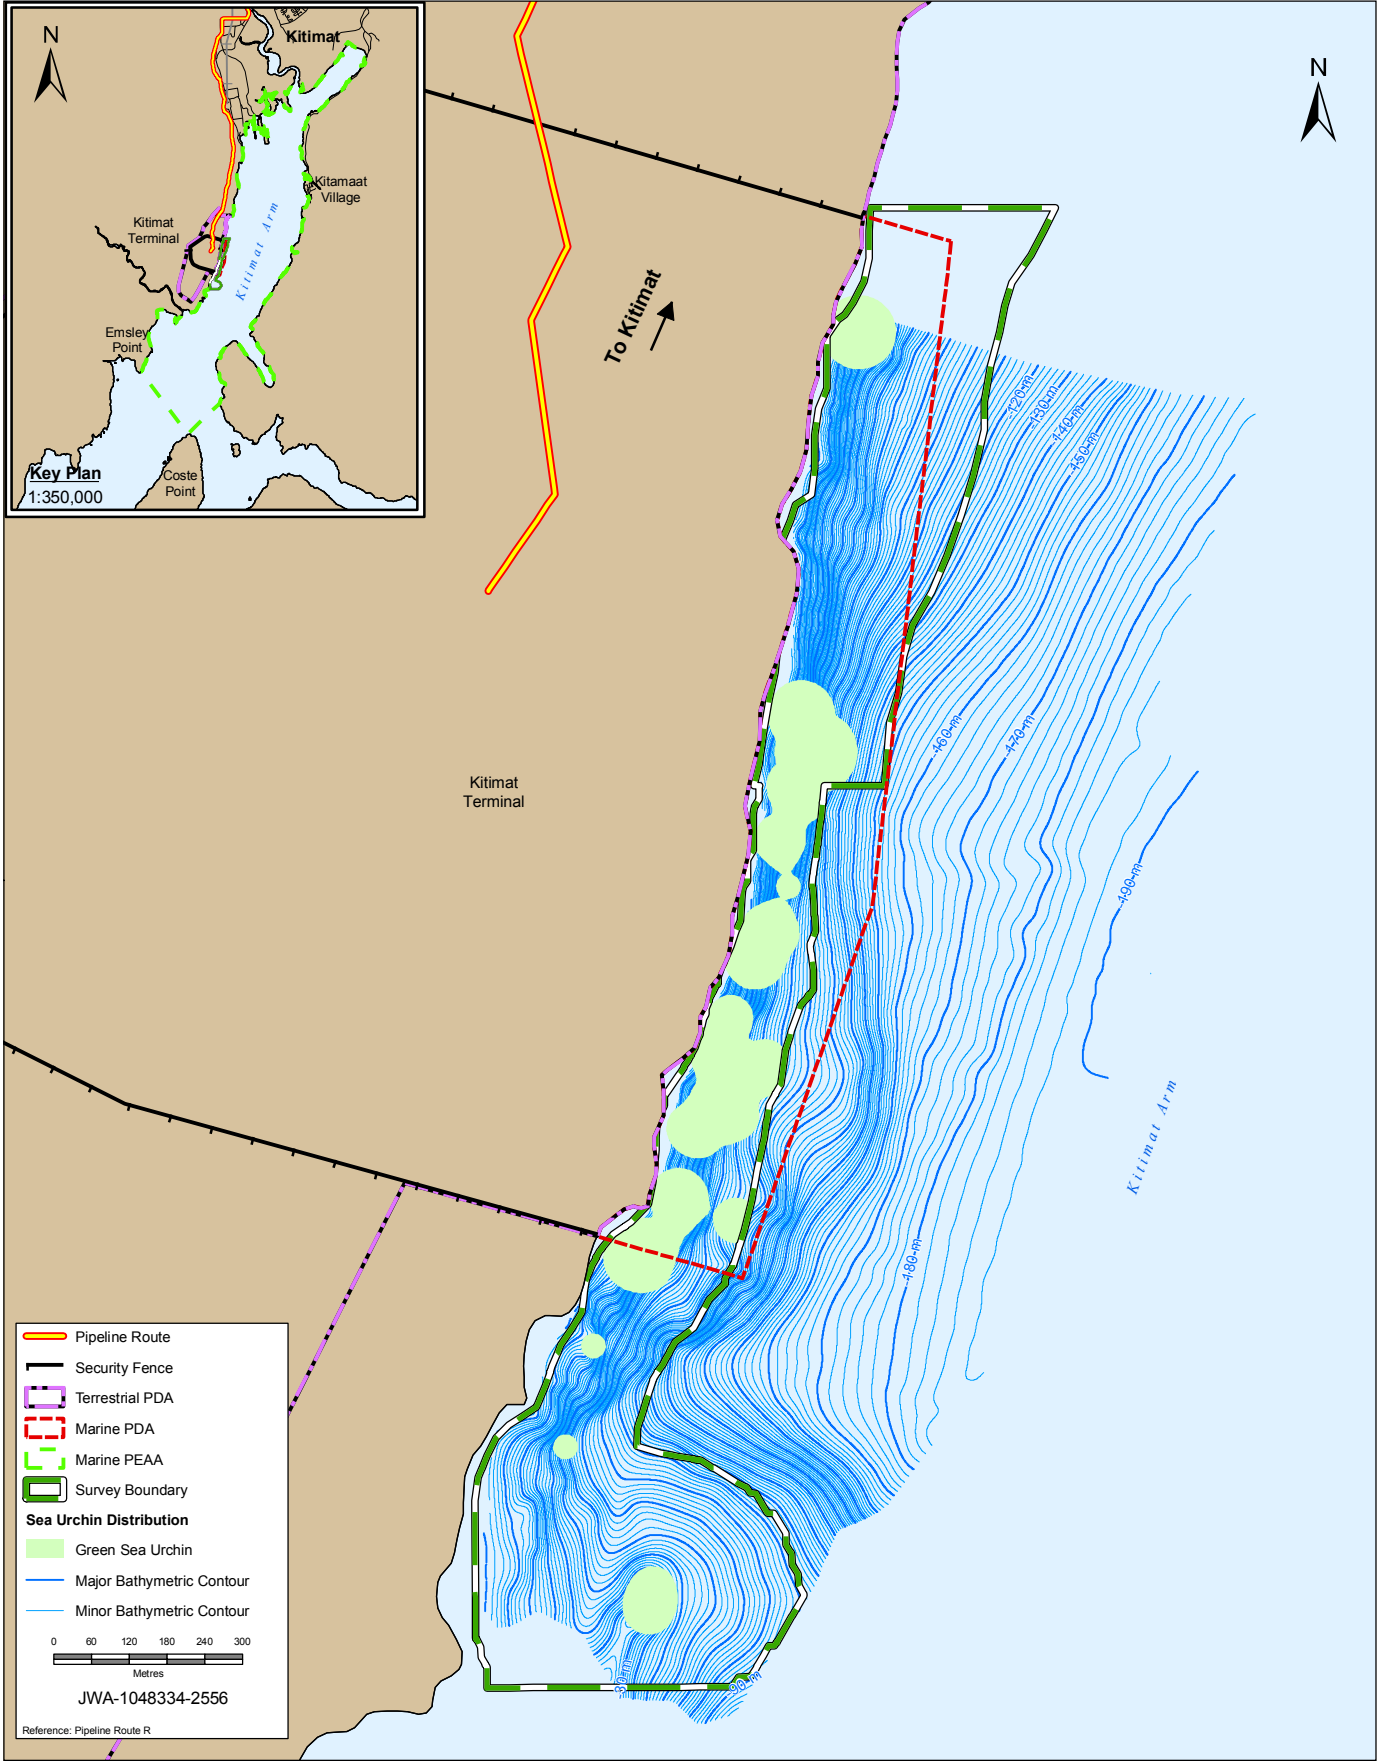 N
Kitimat
Kitamaat
Village
Kitimat
Terminal
Kitimat Arm
Emsley
Point
Coste
Point
Key Plan
1:350,000
N
To Kitimat
-120 m
-130 m
-140 m
-150 m
-160 m
-170 m
-190 m
-180 m
Kitimat
Terminal
Kitimat Arm
-90 m
Pipeline Route
Security Fence
Terrestrial PDA
Marine PDA
Marine PEAA
Survey Boundary
Sea Urchin Distribution
Green Sea Urchin
Major Bathymetric Contour
Minor Bathymetric Contour
0 60 120 180 240 300
Metres
JWA-1048334-2556
Reference: Pipeline Route R